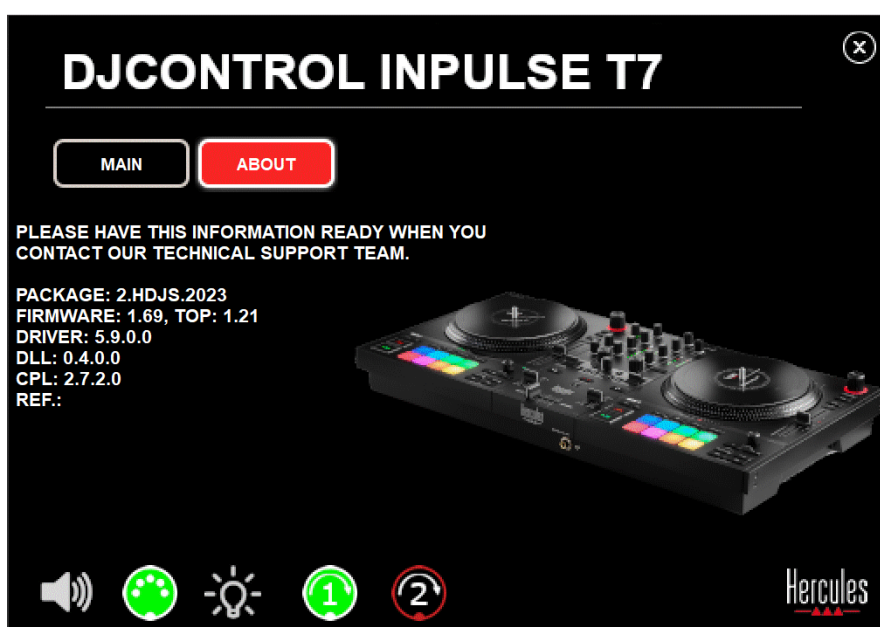 DJCONTROL INPULSE T7
MAIN
ABOUT
PLEASE HAVE THIS INFORMATION READY WHEN YOU
CONTACT OUR TECHNICAL SUPPORT TEAM.
PACKAGE: 2.HDJS.2023
FIRMWARE: 1.69, TOP: 1.21
DRIVER: 5.9.0.0
DLL: 0.4.0.0
CPL: 2.7.2.0
REF.:
1
2
Hercules